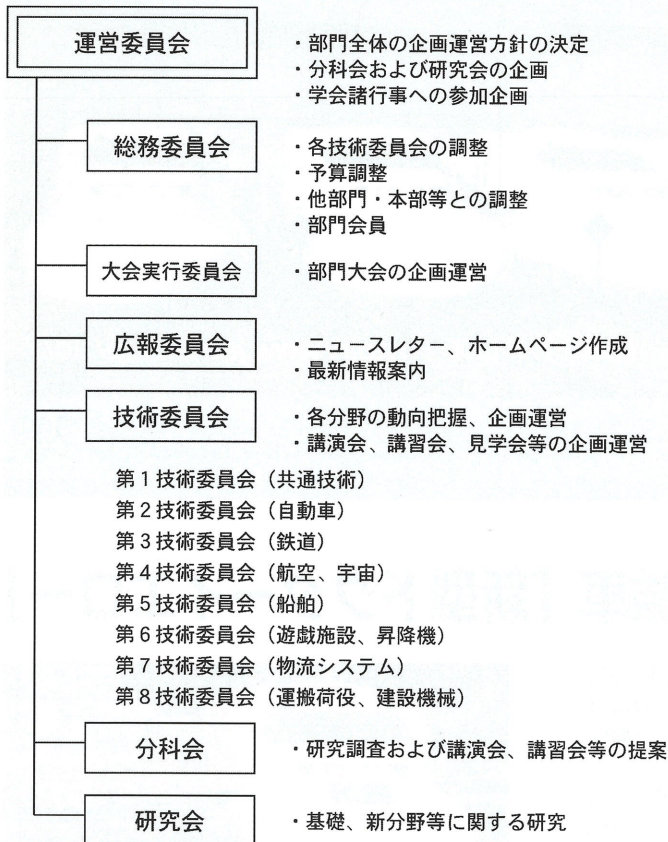 運営委員会
・部門全体の企画運営方針の決定
・分科会および研究会の企画
・学会諸行事への参加企画
総務委員会
・各技術委員会の調整
・予算調整
・他部門・本部等との調整
・部門会員
大会実行委員会
・部門大会の企画運営
広報委員会
・ニュースレター、ホームページ作成
・最新情報案内
技術委員会
・各分野の動向把握、企画運営
・講演会、講習会、見学会等の企画運営
第1技術委員会（共通技術）
第2技術委員会（自動車）
第3技術委員会（鉄道）
第4技術委員会（航空、宇宙）
第5技術委員会（船舶）
第6技術委員会（遊戯施設、昇降機）
第7技術委員会（物流システム）
第8技術委員会（運搬荷役、建設機械）
分科会
・研究調査および講演会、講習会等の提案
研究会
・基礎、新分野等に関する研究